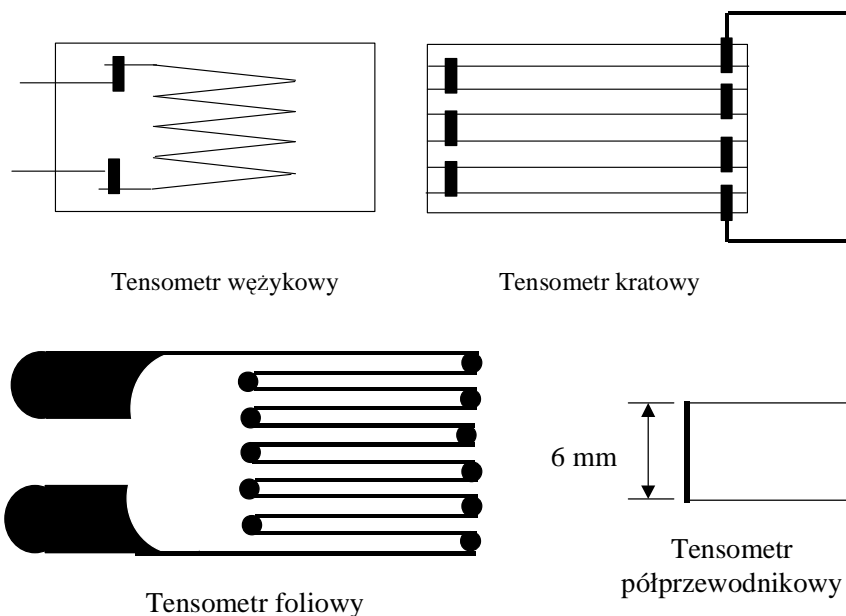 Tensometr wężykowy
Tensometr kratowy
6 mm
Tensometr foliowy
Tensometr
półprzewodnikowy